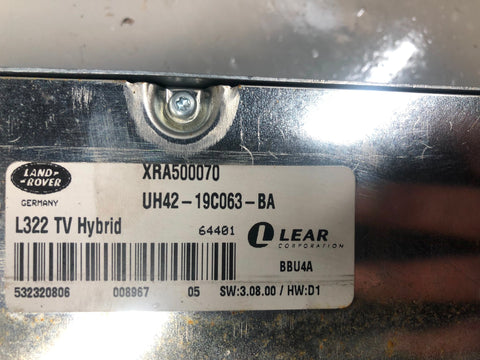 LAND-
ROVER
GERMANY
XRA500070
UH42-19C063-BA
L322 TV Hybrid
64401
LEAR
CORPORATION
BBU4A
532320806 008967 05 SW:3.08.00 / HW:D1